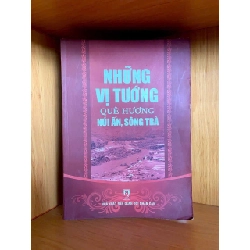 NHỮNG
VỊ TƯỚNG
QUÊ HƯƠNG
NÚI ẤN, SÔNG TRÀ